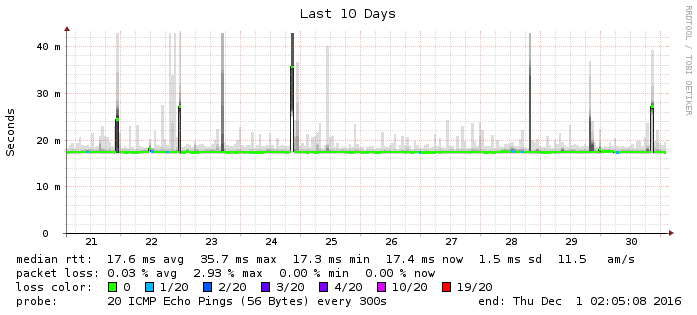 Last 10 Days
RRDTOOL / TOBI OETIKER
Seconds
40 m
30 m
20 m
10 m
0
21 22 23 24 25 26 27 28 29 30
median rtt: 17.6 ms avg 35.7 ms max 17.3 ms min 17.4 ms now 1.5 ms sd 11.5 am/s
packet loss: 0.03 % avg 2.93 % max 0.00 % min 0.00 % now
loss color: 0 1/20 2/20 3/20 4/20 10/20 19/20
probe: 20 ICMP Echo Pings (56 Bytes) every 300s end: Thu Dec 1 02:05:08 2016